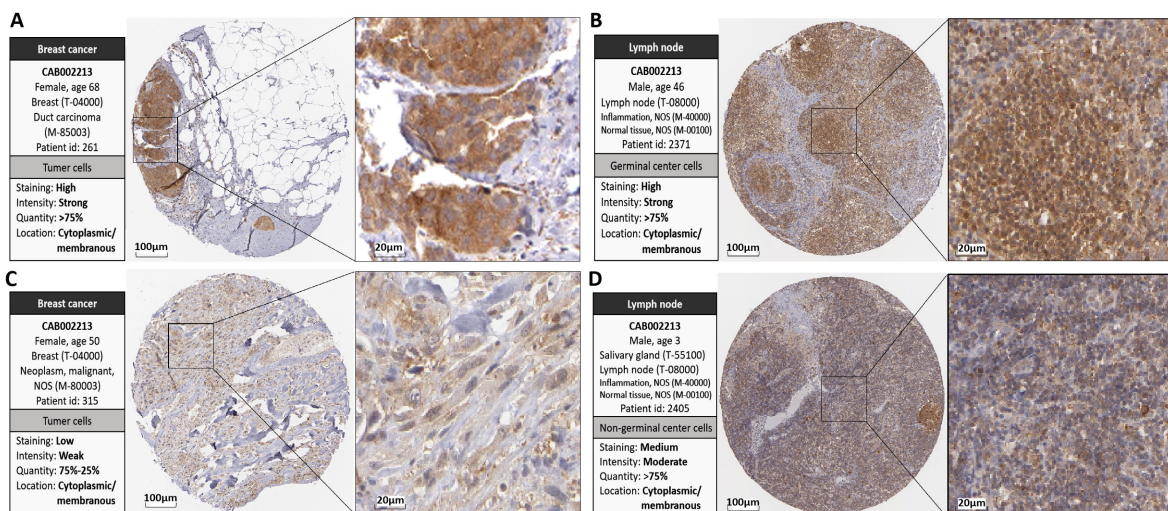 A
Breast cancer
CAB002213
Female, age 68
Breast (T-04000)
Duct carcinoma
(M-85003)
Patient id: 261
Tumer cells
Staining: High
Intensity: Strong
Quantity: >75%
Location: Cytoplasmic/
membranous
100μm
20μm
B
Lymph node
CAB002213
Male, age 46
Lymph node (T-08000)
Inflammation, NOS (M-40000)
Normal tissue, NOS (M-00100)
Patient id: 2371
Germinal center cells
Staining: High
Intensity: Strong
Quantity: >75%
Location: Cytoplasmic/
membranous
100μm
20μm
C
Breast cancer
CAB002213
Female, age 50
Breast (T-04000)
Neoplasm, malignant,
NOS (M-80003)
Patient id: 315
Tumer cells
Staining: Low
Intensity: Weak
Quantity: 75%-25%
Location: Cytoplasmic/
membranous
100μm
20μm
D
Lymph node
CAB002213
Male, age 3
Salivary gland (T-55100)
Lymph node (T-08000)
Inflammation, NOS (M-40000)
Normal tissue, NOS (M-00100)
Patient id: 2405
Non-germinal center cells
Staining: Medium
Intensity: Moderate
Quantity: >75%
Location: Cytoplasmic/
membranous
100μm
20μm